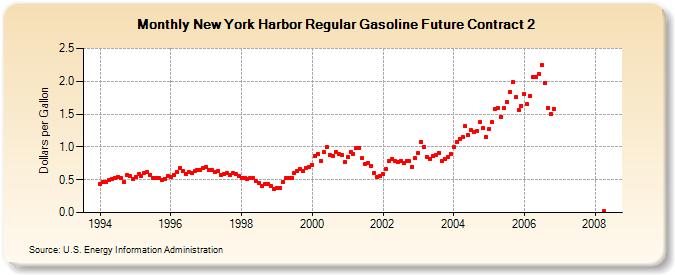 Monthly New York Harbor Regular Gasoline Future Contract 2
Dollars per Gallon
2.5
2.0
1.5
1.0
0.5
0.0
1994 1996 1998 2000 2002 2004 2006 2008
Source: U.S. Energy Information Administration